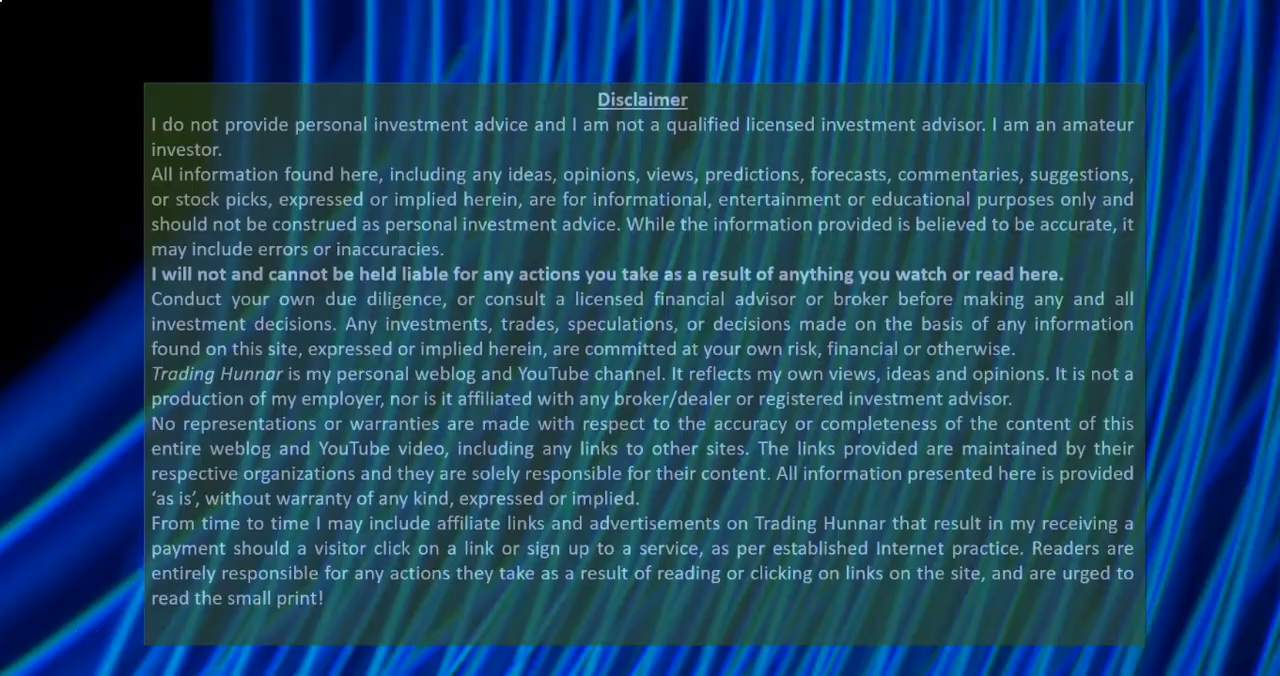 Disclaimer
I do not provide personal investment advice and I am not a qualified licensed investment advisor. I am an amateur
investor.
All information found here, including any ideas, opinions, views, predictions, forecasts, commentaries, suggestions,
or stock picks, expressed or implied herein, are for informational, entertainment or educational purposes only and
should not be construed as personal investment advice. While the information provided is believed to be accurate, it
may include errors or inaccuracies.
I will not and cannot be held liable for any actions you take as a result of anything you watch or read here.
Conduct your own due diligence, or consult a licensed financial advisor or broker before making any and all
investment decisions. Any investments, trades, speculations, or decisions made on the basis of any information
found on this site, expressed or implied herein, are committed at your own risk, financial or otherwise.
Trading Hunnar is my personal weblog and YouTube channel. It reflects my own views, ideas and opinions. It is not a
production of my employer, nor is it affiliated with any broker/dealer or registered investment advisor.
No representations or warranties are made with respect to the accuracy or completeness of the content of this
entire weblog and YouTube video, including any links to other sites. The links provided are maintained by their
respective organizations and they are solely responsible for their content. All information presented here is provided
‘as is’, without warranty of any kind, expressed or implied.
From time to time I may include affiliate links and advertisements on Trading Hunnar that result in my receiving a
payment should a visitor click on a link or sign up to a service, as per established Internet practice. Readers are
entirely responsible for any actions they take as a result of reading or clicking on links on the site, and are urged to
read the small print!